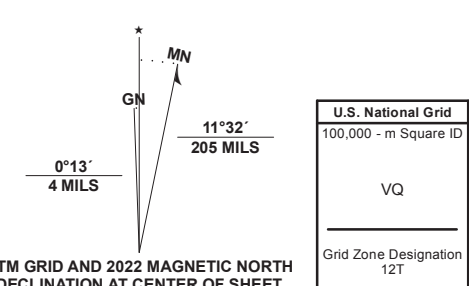 ★
MN
GN
11°32´
205 MILS
0°13´
4 MILS
TM GRID AND 2022 MAGNETIC NORTH
DECLINATION AT CENTER OF SHEET
U.S. National Grid
100,000 - m Square ID
VQ
Grid Zone Designation
12T